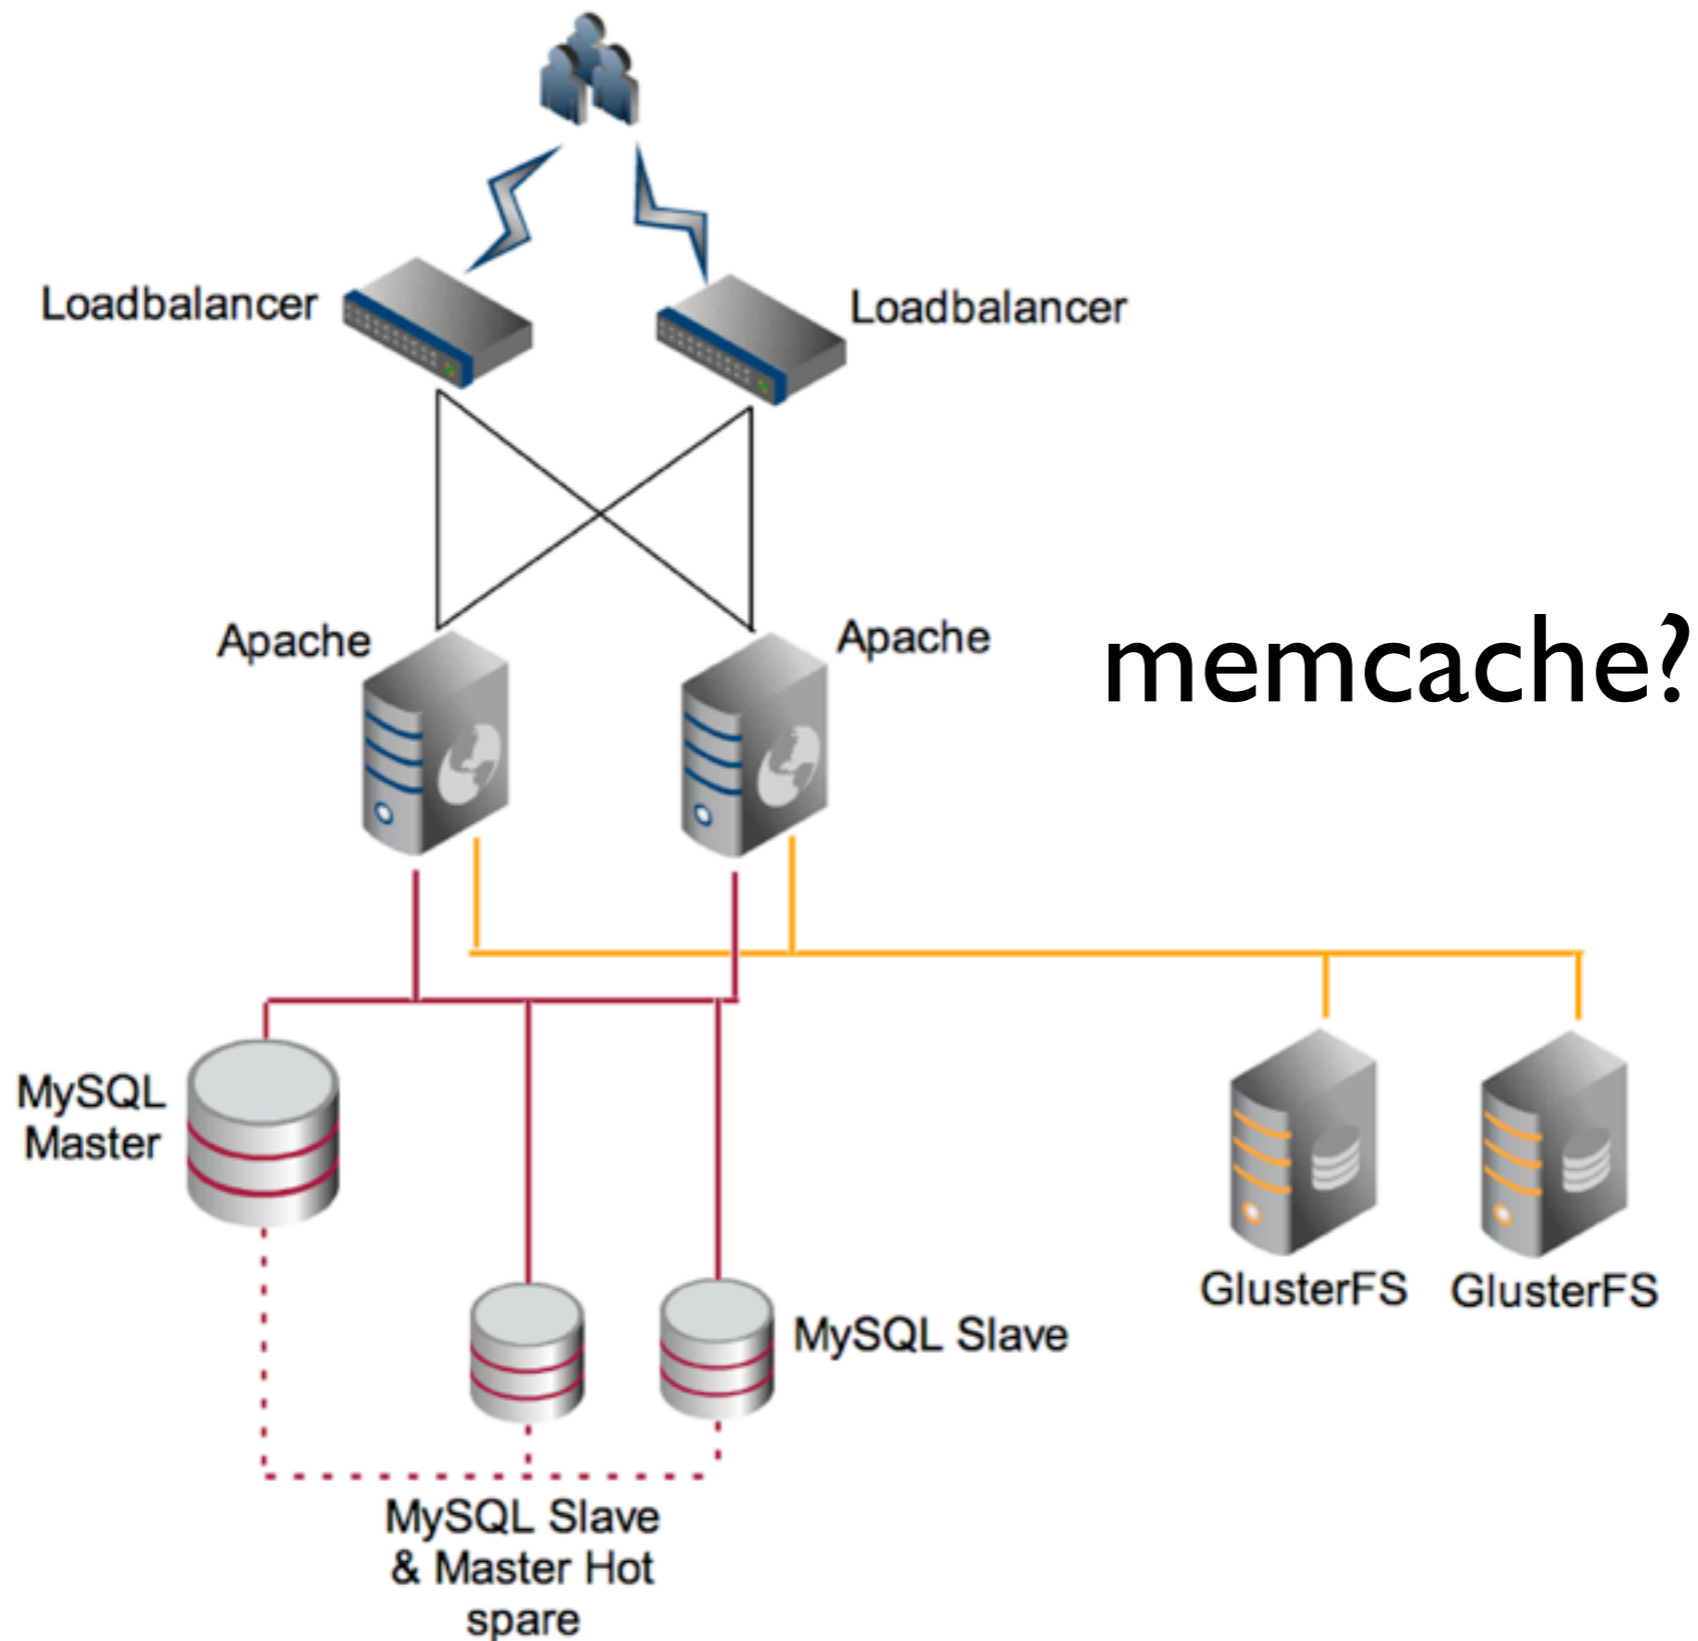 Loadbalancer
Loadbalancer
Apache
Apache
memcache?
MySQL
Master
MySQL Slave
GlusterFS
GlusterFS
MySQL Slave
& Master Hot
spare